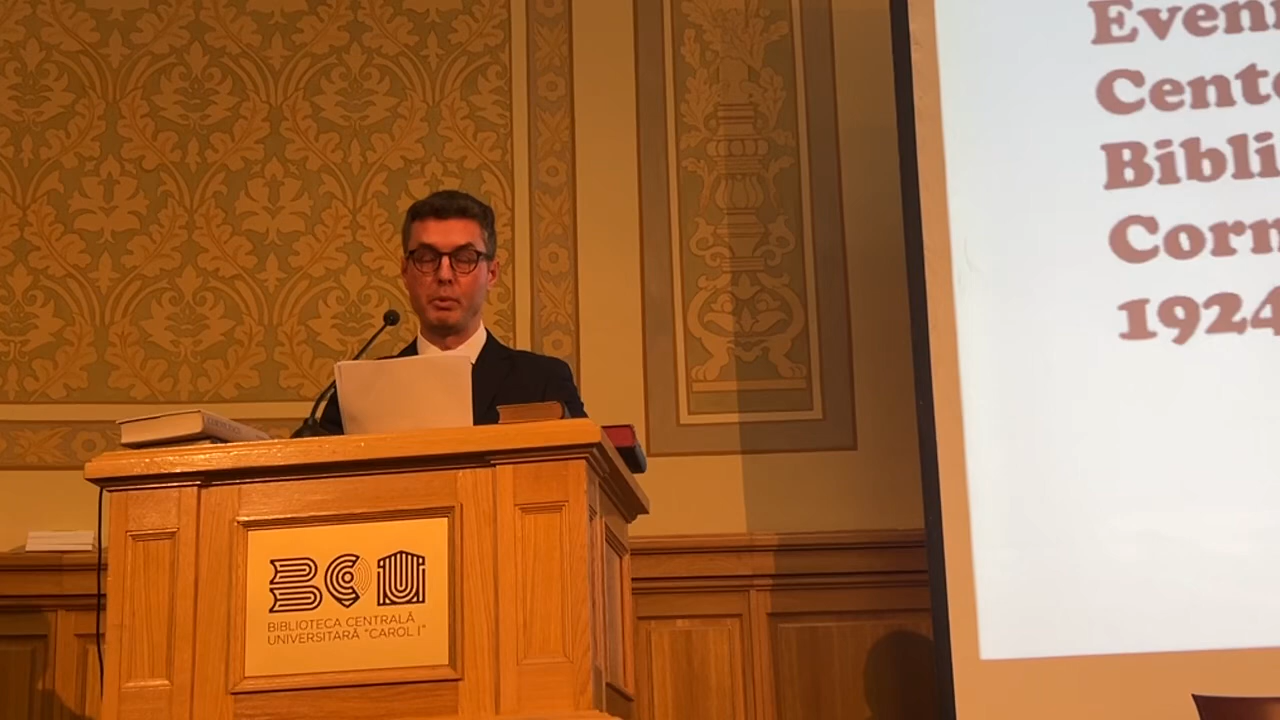 BCU
BIBLIOTECA CENTRALĂ
UNIVERSITARĂ "CAROL I"
Even
Cent
Bibli
Corn
1924